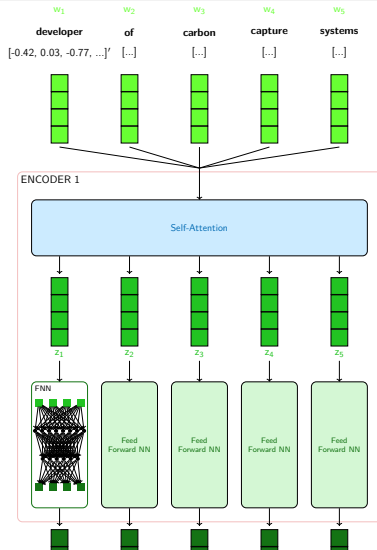 w₁ w₂ w₃ w₄ w₅
developer of carbon capture systems
[-0.42, 0.03, -0.77, ...]′ [...] [...] [...] [...]
ENCODER 1
Self-Attention
z₁ z₂ z₃ z₄ z₅
FNN
Feed Feed Feed Feed
Forward NN Forward NN Forward NN Forward NN